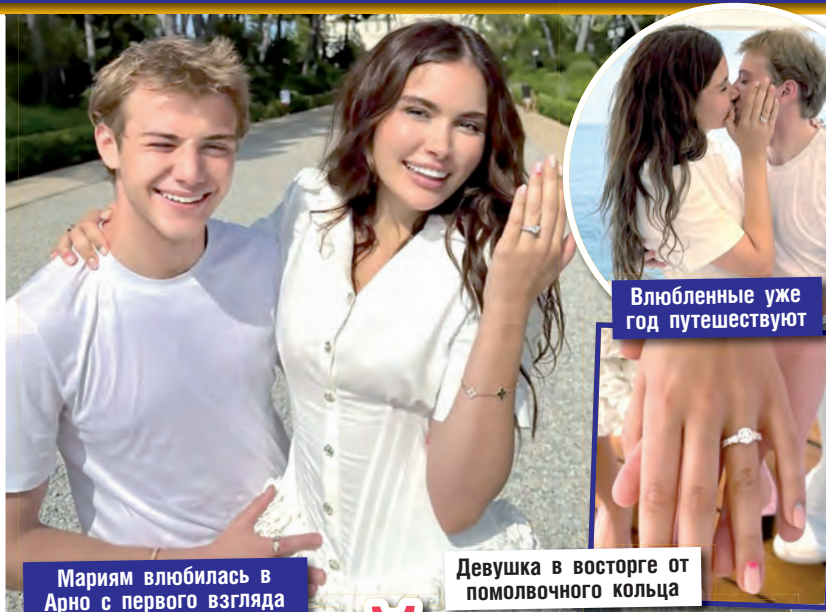 Влюбленные уже
год путешествуют
Мариям влюбилась в
Арно с первого взгляда
Девушка в восторге от
помолвочного кольца